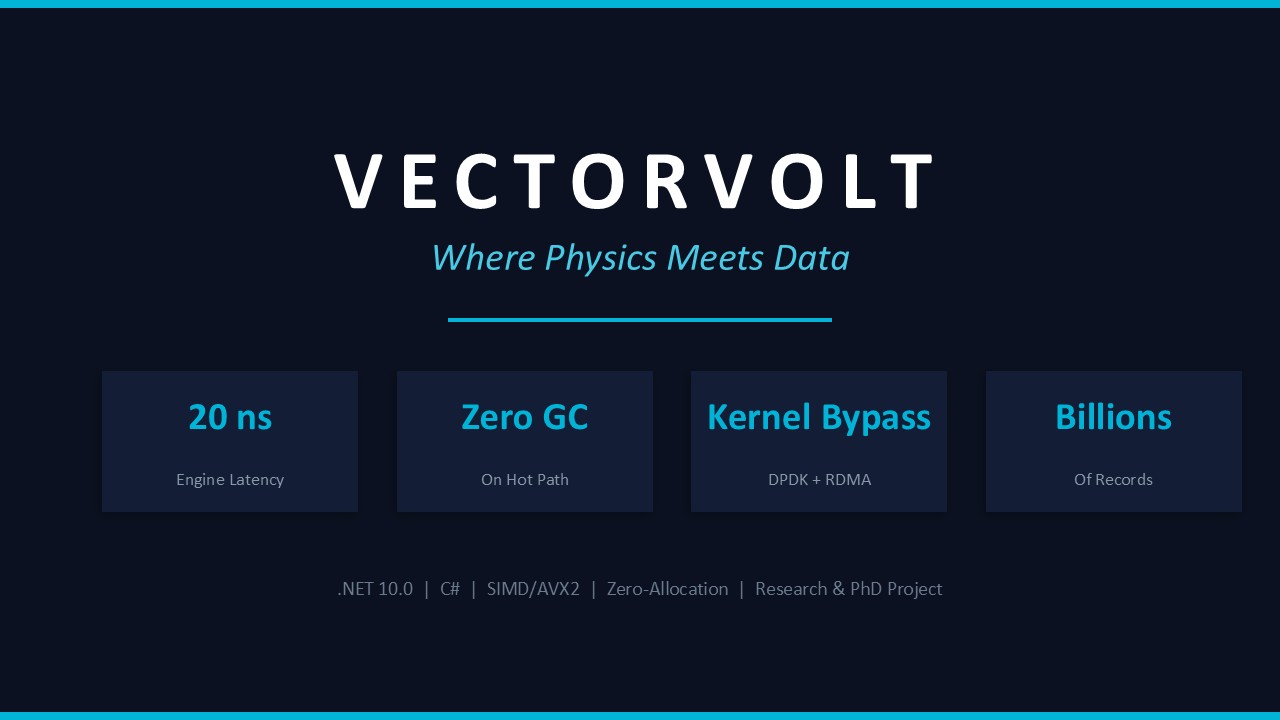 VECTORVOLT
Where Physics Meets Data
20 ns
Engine Latency
Zero GC
On Hot Path
Kernel Bypass
DPDK + RDMA
Billions
Of Records
.NET 10.0 | C# | SIMD/AVX2 | Zero-Allocation | Research & PhD Project